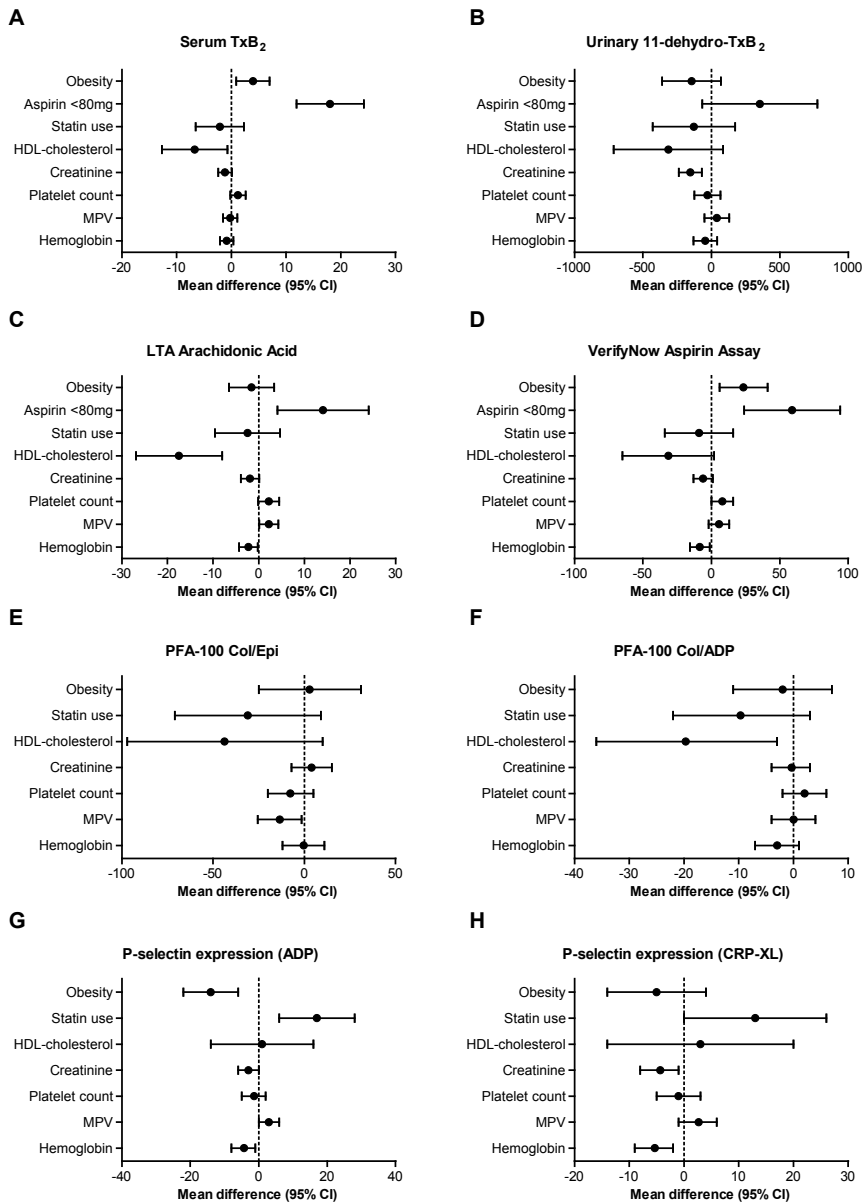 A
Serum TxB₂
Obesity
Aspirin <80mg
Statin use
HDL-cholesterol
Creatinine
Platelet count
MPV
Hemoglobin
-20 -10 0 10 20 30
Mean difference (95% CI)
B
Urinary 11-dehydro-TxB₂
Obesity
Aspirin <80mg
Statin use
HDL-cholesterol
Creatinine
Platelet count
MPV
Hemoglobin
-1000 -500 0 500 1000
Mean difference (95% CI)
C
LTA Arachidonic Acid
Obesity
Aspirin <80mg
Statin use
HDL-cholesterol
Creatinine
Platelet count
MPV
Hemoglobin
-30 -20 -10 0 10 20 30
Mean difference (95% CI)
D
VerifyNow Aspirin Assay
Obesity
Aspirin <80mg
Statin use
HDL-cholesterol
Creatinine
Platelet count
MPV
Hemoglobin
-100 -50 0 50 100
Mean difference (95% CI)
E
PFA-100 Col/Epi
Obesity
Statin use
HDL-cholesterol
Creatinine
Platelet count
MPV
Hemoglobin
-100 -50 0 50
Mean difference (95% CI)
F
PFA-100 Col/ADP
Obesity
Statin use
HDL-cholesterol
Creatinine
Platelet count
MPV
Hemoglobin
-40 -30 -20 -10 0 10
Mean difference (95% CI)
G
P-selectin expression (ADP)
Obesity
Statin use
HDL-cholesterol
Creatinine
Platelet count
MPV
Hemoglobin
-40 -20 0 20 40
Mean difference (95% CI)
H
P-selectin expression (CRP-XL)
Obesity
Statin use
HDL-cholesterol
Creatinine
Platelet count
MPV
Hemoglobin
-20 -10 0 10 20 30
Mean difference (95% CI)